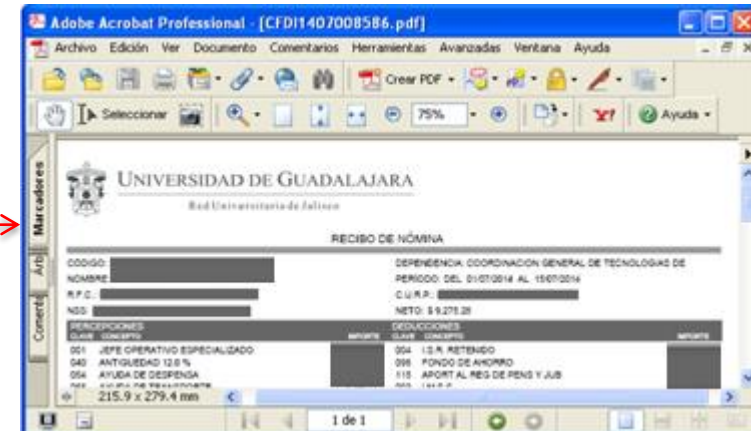 Adobe Acrobat Professional - [CFDI1407008586.pdf]
Archivo Edición Ver Documento Comentarios Herramientas Avanzadas Ventana Ayuda
Crear PDF
Seleccionar 75% Ayuda
Marcadores
UNIVERSIDAD DE GUADALAJARA
Red Universitaria de Jalisco
RECIBO DE NÓMINA
CODIGO: DEPENDENCIA: COORDINACION GENERAL DE TECNOLOGIAS DE
NOMBRE: PERIODO: DEL 01/07/2014 AL 15/07/2014
R.F.C.: C.U.R.P.:
NSS: NETO: $ 9,275.28
PERCEPCIONES DEDUCCIONES
CLAVE CONCEPTO IMPORTE CLAVE CONCEPTO IMPORTE
001 JEFE OPERATIVO ESPECIALIZADO 004 I.S.R. RETENIDO
040 ANTIGUEDAD 12.0 % 098 FONDO DE AHORRO
054 AYUDA DE DESPENSA 115 APORT AL REG DE PENS Y JUB
Árb
Coment
215.9 x 279.4 mm
1 de 1